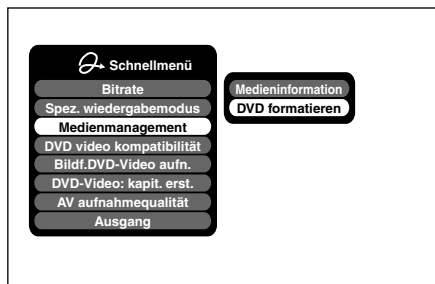 Schnellmenü
Bitrate
Spez. wiedergabemodus
Medienmanagement
DVD video kompatibilität
Bildf.DVD-Video aufn.
DVD-Video: kapit. erst.
AV aufnahmequalität
Ausgang
Medieninformation
DVD formatieren